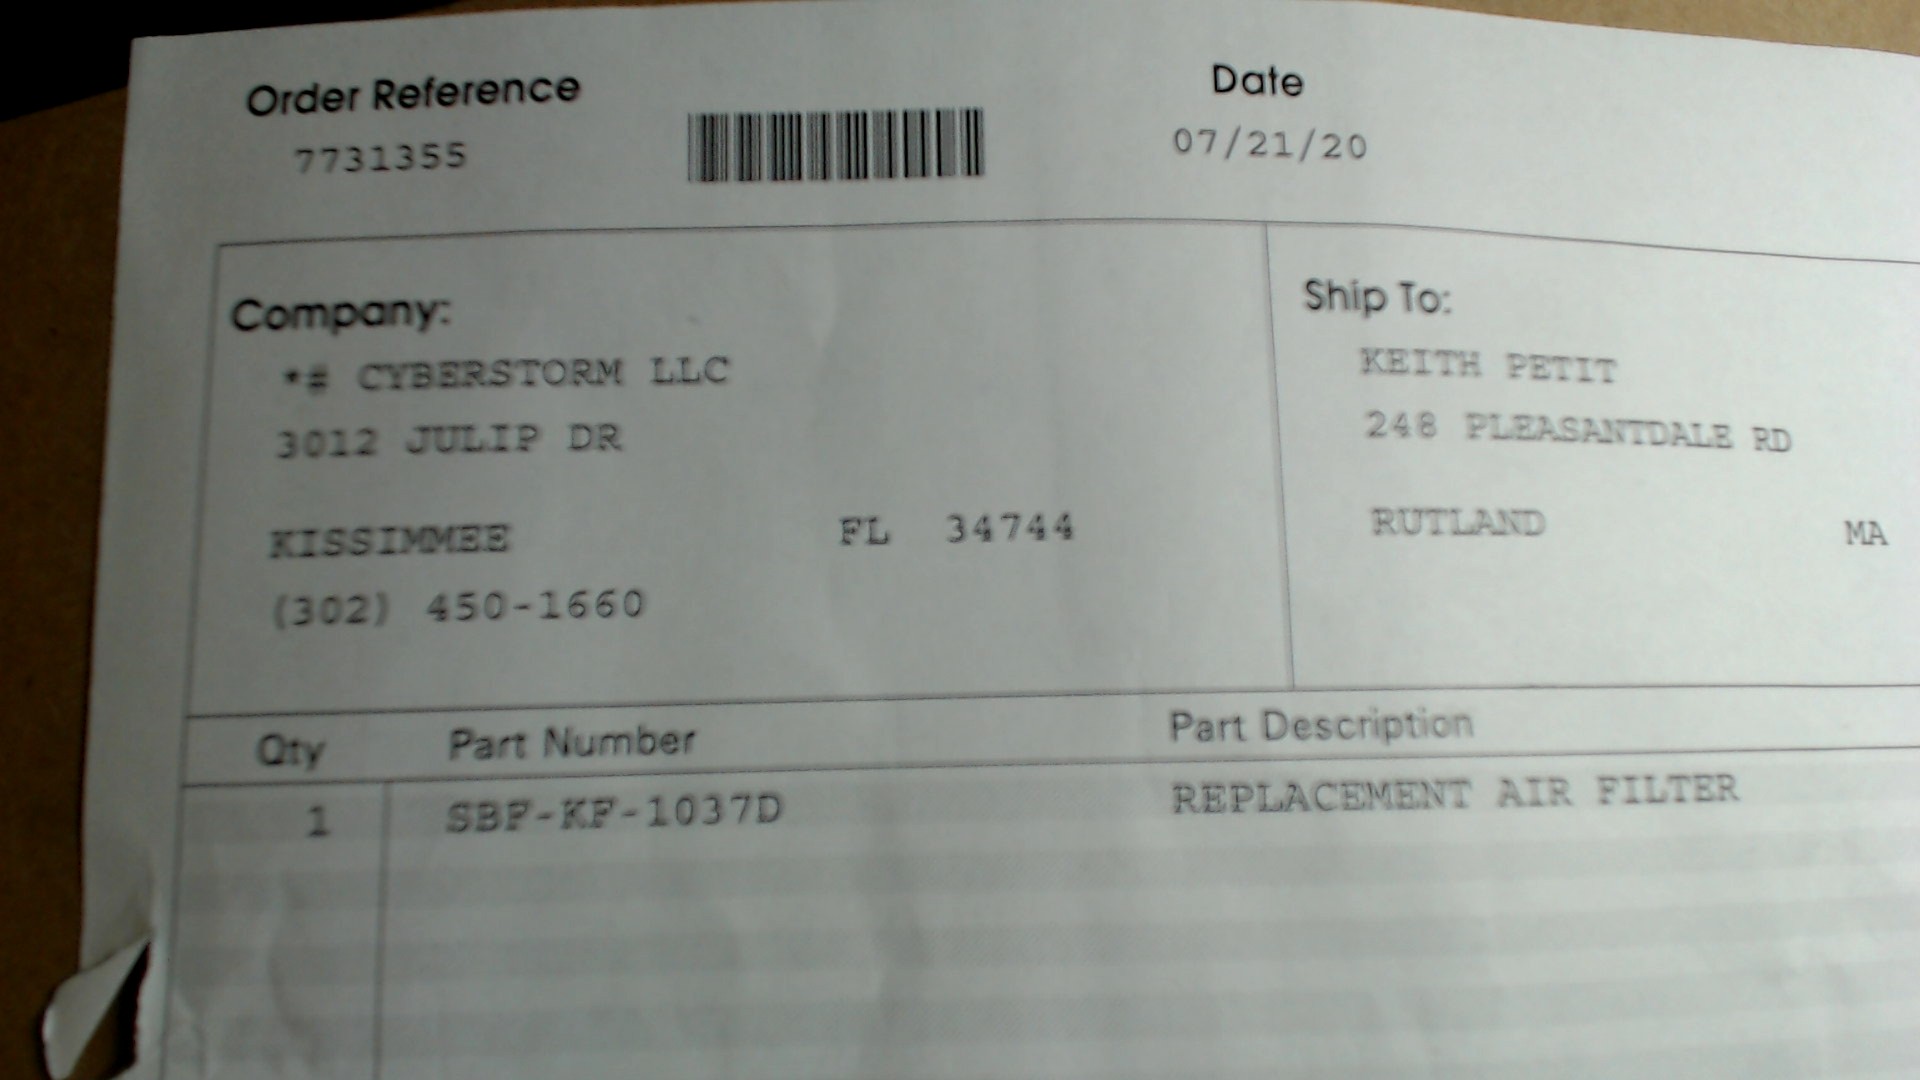 Order Reference
Date
7731355
07/21/20
Company:
*# CYBERSTORM LLC
3012 JULIP DR
KISSIMMEE FL 34744
(302) 450-1660
Ship To:
KEITH PETIT
248 PLEASANTDALE RD
RUTLAND MA
Qty Part Number Part Description
1 SBF-KF-1037D REPLACEMENT AIR FILTER